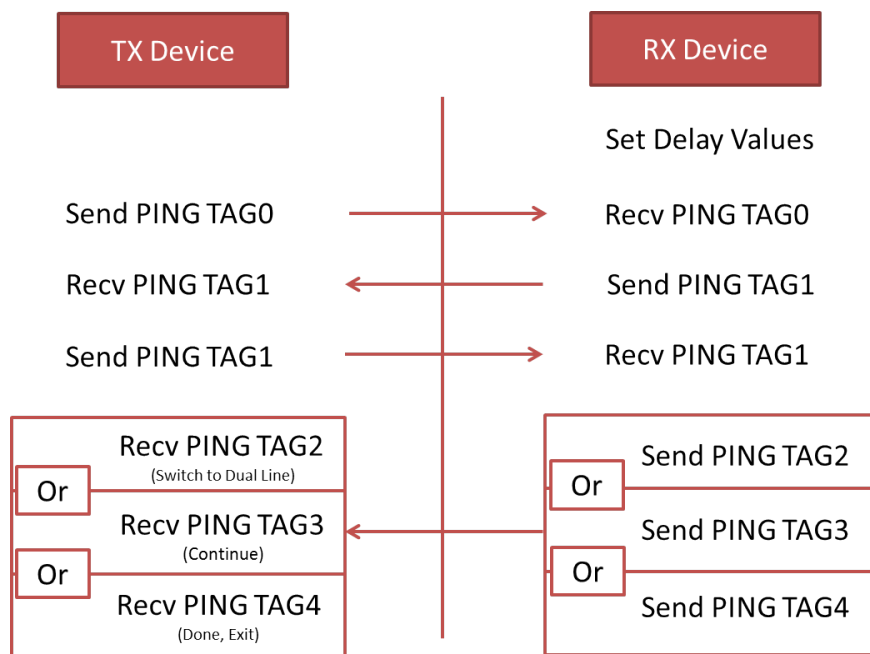 TX Device
RX Device
Set Delay Values
Send PING TAG0
Recv PING TAG0
Recv PING TAG1
Send PING TAG1
Send PING TAG1
Recv PING TAG1
Recv PING TAG2
(Switch to Dual Line)
Or
Recv PING TAG3
(Continue)
Or
Recv PING TAG4
(Done, Exit)
Send PING TAG2
Or
Send PING TAG3
Or
Send PING TAG4